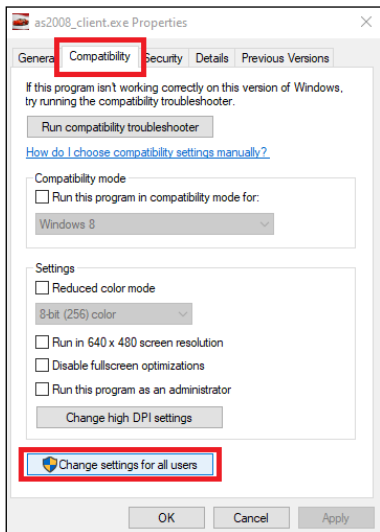 as2008_client.exe Properties
General Compatibility Security Details Previous Versions
If this program isn't working correctly on this version of Windows,
try running the compatibility troubleshooter.
Run compatibility troubleshooter
How do I choose compatibility settings manually?
Compatibility mode
Run this program in compatibility mode for:
Windows 8
Settings
Reduced color mode
8-bit (256) color
Run in 640 x 480 screen resolution
Disable fullscreen optimizations
Run this program as an administrator
Change high DPI settings
Change settings for all users
OK Cancel Apply